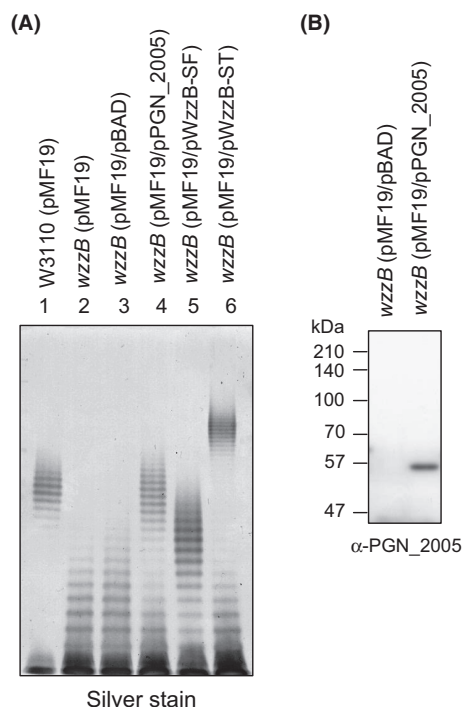 (A)
W3110 (pMF19)
wzzB (pMF19)
wzzB (pMF19/pBAD)
wzzB (pMF19/pPGN_2005)
wzzB (pMF19/pWzzB-SF)
wzzB (pMF19/pWzzB-ST)
1 2 3 4 5 6
Silver stain
(B)
wzzB (pMF19/pBAD)
wzzB (pMF19/pPGN_2005)
kDa
210
140
100
70
57
47
α-PGN_2005